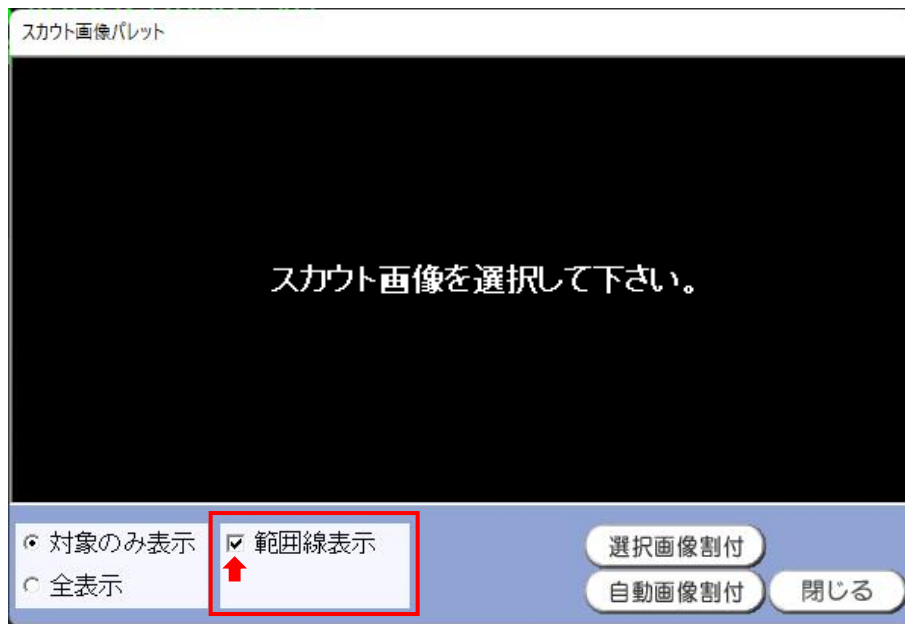 スカウト画像パレット
スカウト画像を選択して下さい。
対象のみ表示
範囲線表示
選択画像割付
全表示
自動画像割付
閉じる